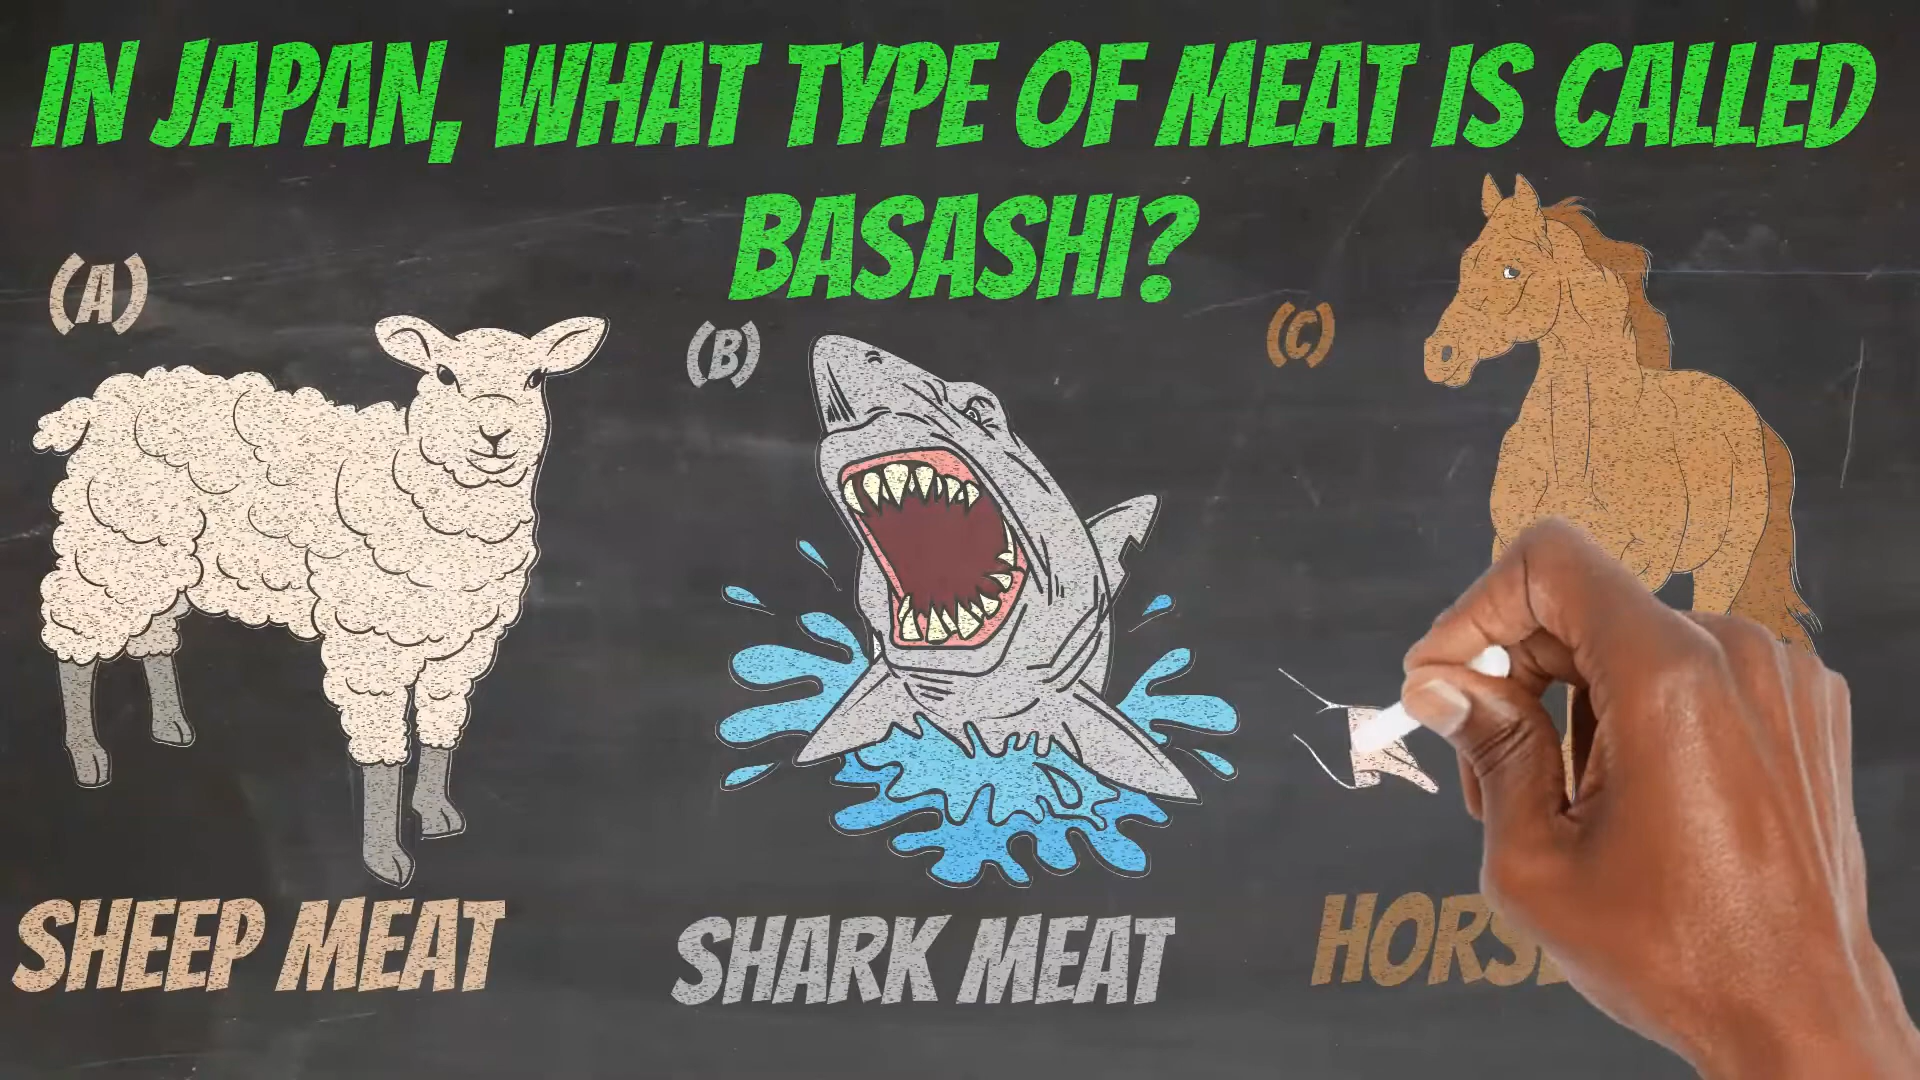 IN JAPAN, WHAT TYPE OF MEAT IS CALLED
BASASHI?
(A)
(B)
(C)
SHEEP MEAT
SHARK MEAT